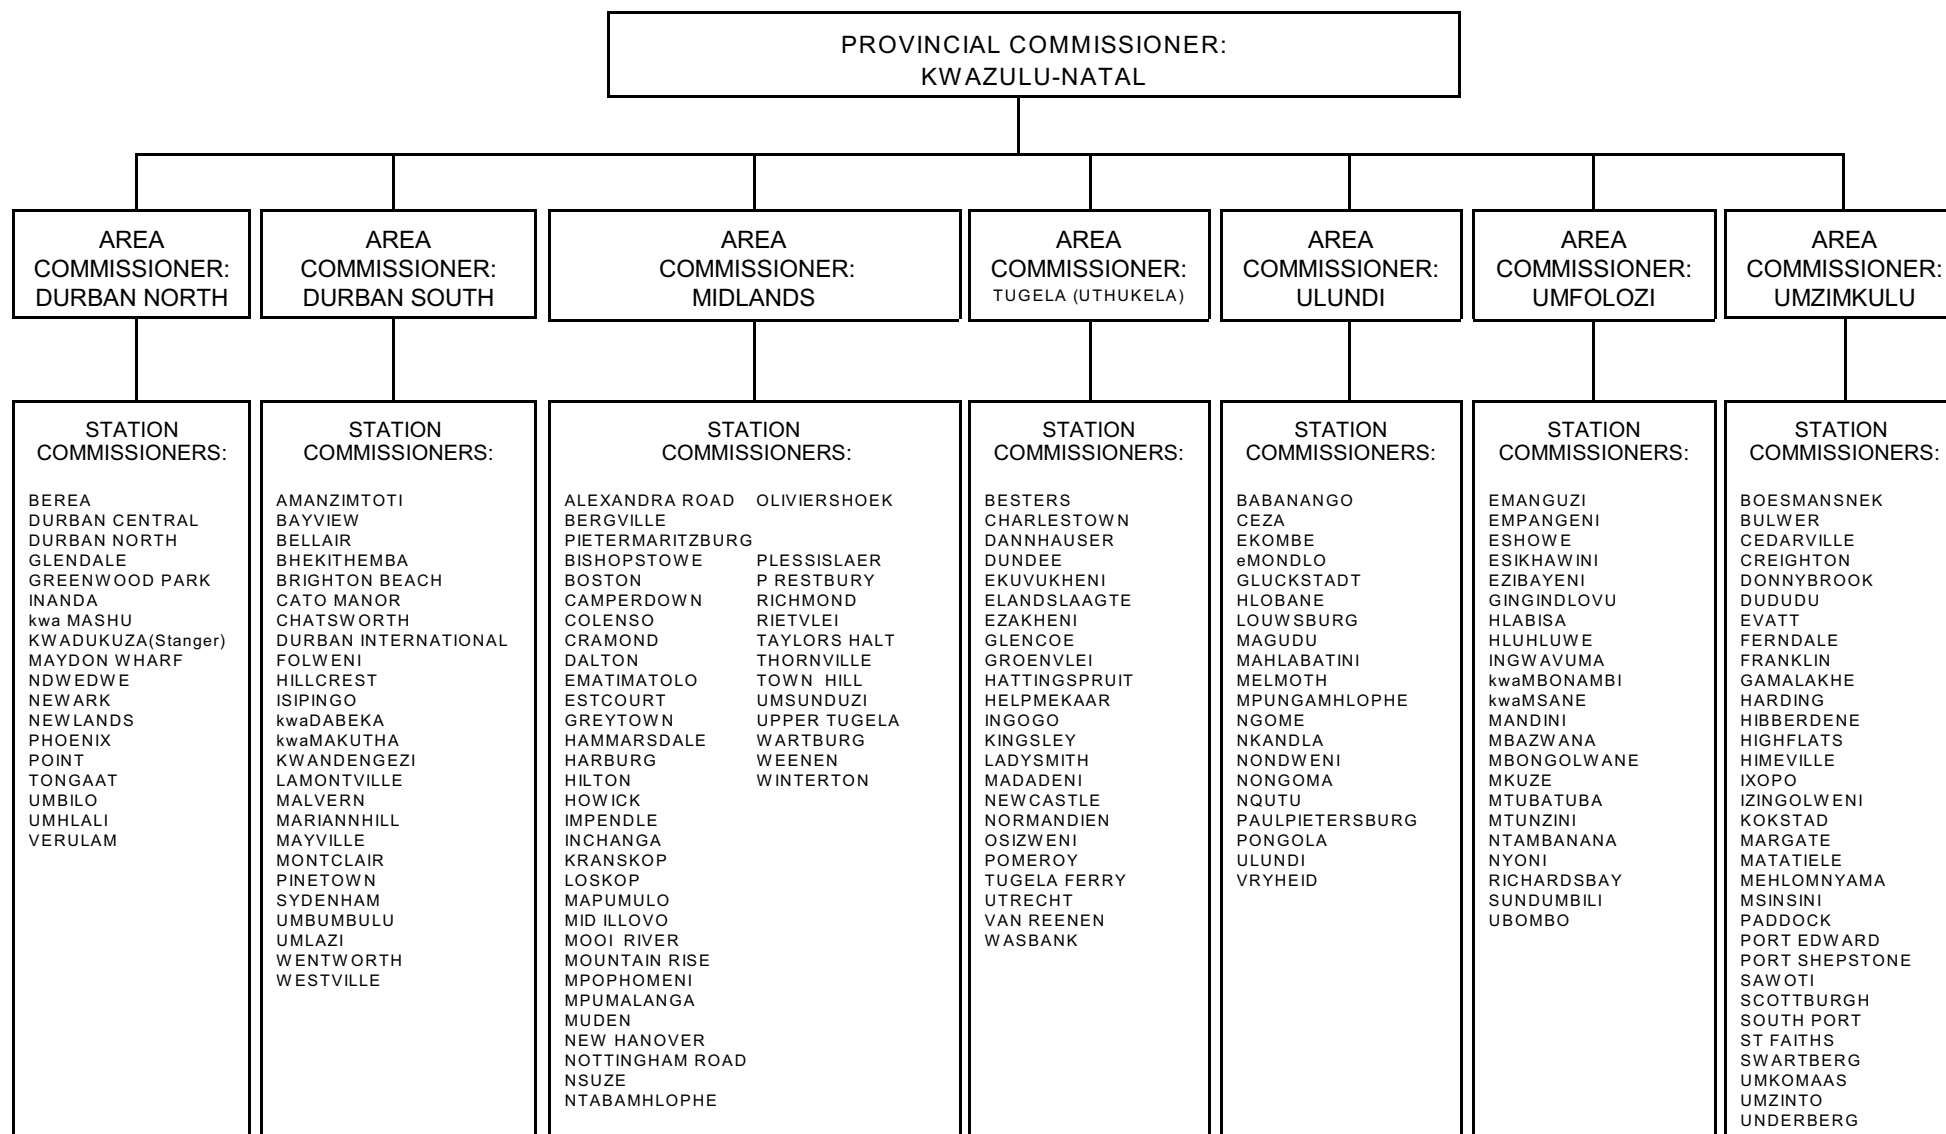 PROVINCIAL COMMISSIONER:
KWAZULU-NATAL
AREA
COMMISSIONER:
DURBAN NORTH
AREA
COMMISSIONER:
DURBAN SOUTH
AREA
COMMISSIONER:
MIDLANDS
AREA
COMMISSIONER:
TUGELA (UTHUKELA)
AREA
COMMISSIONER:
ULUNDI
AREA
COMMISSIONER:
UMFOLOZI
AREA
COMMISSIONER:
UMZIMKULU
STATION
COMMISSIONERS:
BEREA
DURBAN CENTRAL
DURBAN NORTH
GLENDALE
GREENWOOD PARK
INANDA
kwa MASHU
KWADUKUZA(Stanger)
MAYDON WHARF
NDWEDWE
NEWARK
NEWLANDS
PHOENIX
POINT
TONGAAT
UMBILO
UMHLALI
VERULAM
STATION
COMMISSIONERS:
AMANZIMTOTI
BAYVIEW
BELLAIR
BHEKITHEMBA
BRIGHTON BEACH
CATO MANOR
CHATSWORTH
DURBAN INTERNATIONAL
FOLWENI
HILLCREST
ISIPINGO
kwaDABEKA
kwaMAKUTHA
KWANDENGEZI
LAMONTVILLE
MALVERN
MARIANNHILL
MAYVILLE
MONTCLAIR
PINETOWN
SYDENHAM
UMBUMBULU
UMLAZI
WENTWORTH
WESTVILLE
STATION
COMMISSIONERS:
ALEXANDRA ROAD
BERGVILLE
PIETERMARITZBURG
BISHOPSTOWE
BOSTON
CAMPERDOWN
COLENSO
CRAMOND
DALTON
EMATIMATOLO
ESTCOURT
GREYTOWN
HAMMARSDALE
HARBURG
HILTON
HOWICK
IMPENDLE
INCHANGA
KRANSKOP
LOSKOP
MAPUMULO
MID ILLOVO
MOOI RIVER
MOUNTAIN RISE
MPOPHOMENI
MPUMALANGA
MUDEN
NEW HANOVER
NOTTINGHAM ROAD
NSUZE
NTABAMHLOPHE
OLIVIERSHOEK
PLESSISLAER
P RESTBURY
RICHMOND
RIETVLEI
TAYLORS HALT
THORNVILLE
TOWN HILL
UMSUNDUZI
UPPER TUGELA
WARTBURG
WEENEN
WINTERTON
STATION
COMMISSIONERS:
BESTERS
CHARLESTOWN
DANNHAUSER
DUNDEE
EKUVUKHENI
ELANDSLAAGTE
EZAKHENI
GLENCOE
GROENVLEI
HATTINGSPRUIT
HELPMEKAAR
INGOGO
KINGSLEY
LADYSMITH
MADADENI
NEWCASTLE
NORMANDIEN
OSIZWENI
POMEROY
TUGELA FERRY
UTRECHT
VAN REENEN
WASBANK
STATION
COMMISSIONERS:
BABANANGO
CEZA
EKOMBE
eMONDLO
GLUCKSTADT
HLOBANE
LOUWSBURG
MAGUDU
MAHLABATINI
MELMOTH
MPUNGAMHLOPHE
NGOME
NKANDLA
NONDWENI
NONGOMA
NQUTU
PAULPIETERSBURG
PONGOLA
ULUNDI
VRYHEID
STATION
COMMISSIONERS:
EMANGUZI
EMPANGENI
ESHOWE
ESIKHAWINI
EZIBAYENI
GINGINDLOVU
HLABISA
HLUHLUWE
INGWAVUMA
kwaMBONAMBI
kwaMSANE
MANDINI
MBAZWANA
MBONGOLWANE
MKUZE
MTUBATUBA
MTUNZINI
NTAMBANANA
NYONI
RICHARDSBAY
SUNDUMBILI
UBOMBO
STATION
COMMISSIONERS:
BOESMANSNEK
BULWER
CEDARVILLE
CREIGHTON
DONNYBROOK
DUDUDU
EVATT
FERNDALE
FRANKLIN
GAMALAKHE
HARDING
HIBBERDENE
HIGHFLATS
HIMEVILLE
IXOPO
IZINGOLWENI
KOKSTAD
MARGATE
MATATIELE
MEHLOMNYAMA
MSINSINI
PADDOCK
PORT EDWARD
PORT SHEPSTONE
SAWOTI
SCOTTBURGH
SOUTH PORT
ST FAITHS
SWARTBERG
UMKOMAAS
UMZINTO
UNDERBERG